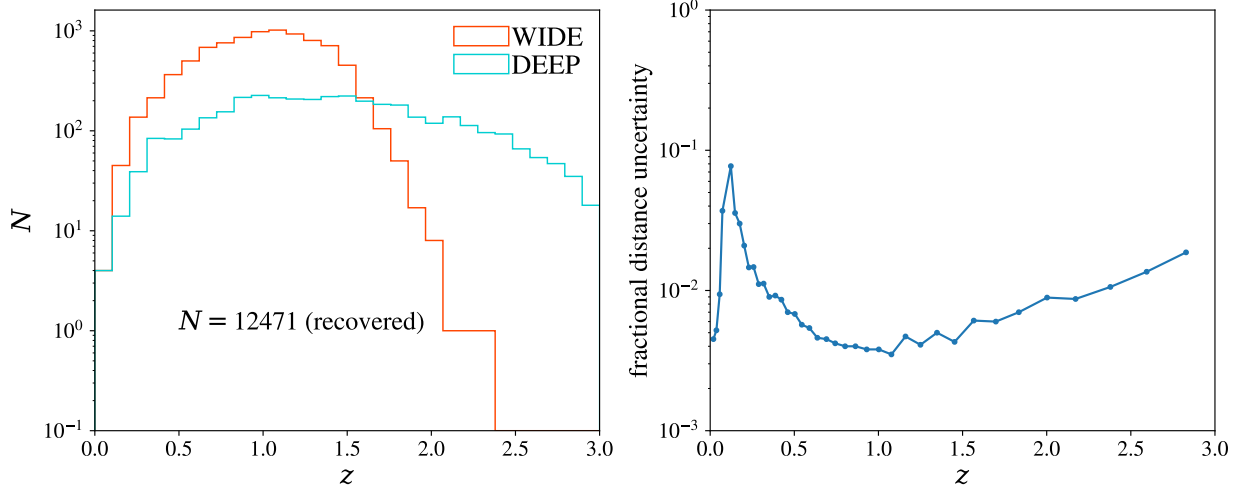 10³
10²
10¹
10⁰
10⁻¹
N
WIDE
DEEP
N = 12471 (recovered)
0.0 0.5 1.0 1.5 2.0 2.5 3.0
z
10⁰
10⁻¹
10⁻²
10⁻³
fractional distance uncertainty
0.0 0.5 1.0 1.5 2.0 2.5 3.0
z